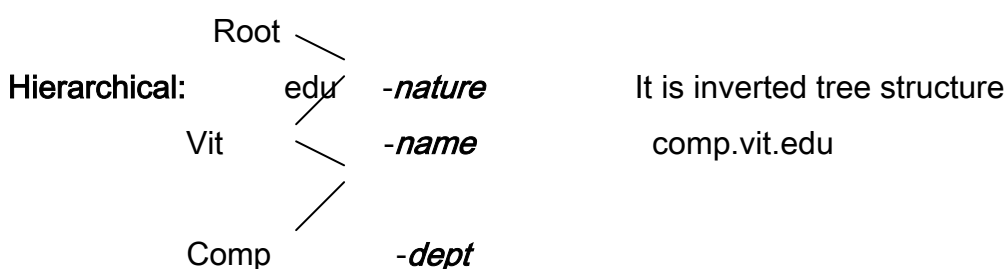 Root
Hierarchical: edu -nature It is inverted tree structure
Vit -name comp.vit.edu
Comp -dept